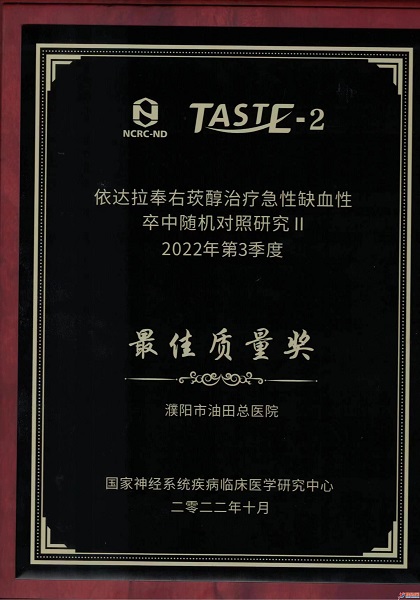 NCRC-ND
TASTE-2
依达拉奉右莰醇治疗急性缺血性
卒中随机对照研究 II
2022年第3季度
最佳质量奖
濮阳市油田总医院
国家神经系统疾病临床医学研究中心
二零二二年十月